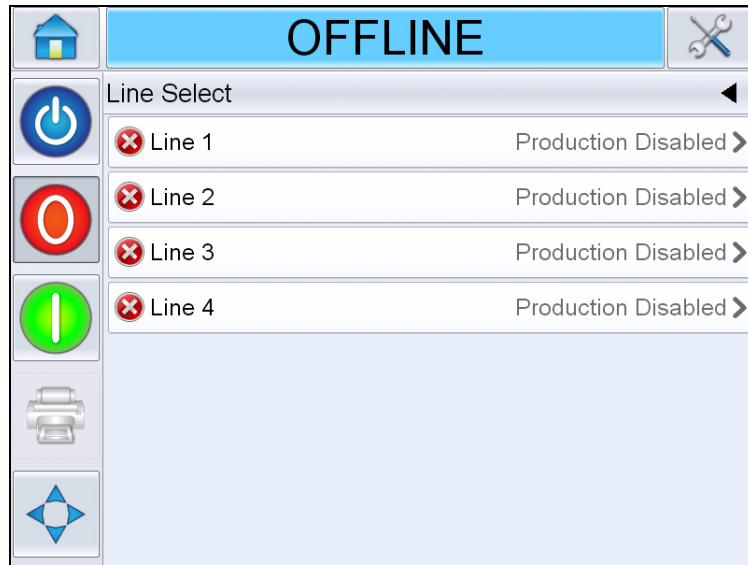 OFFLINE
Line Select
Line 1 Production Disabled
Line 2 Production Disabled
Line 3 Production Disabled
Line 4 Production Disabled